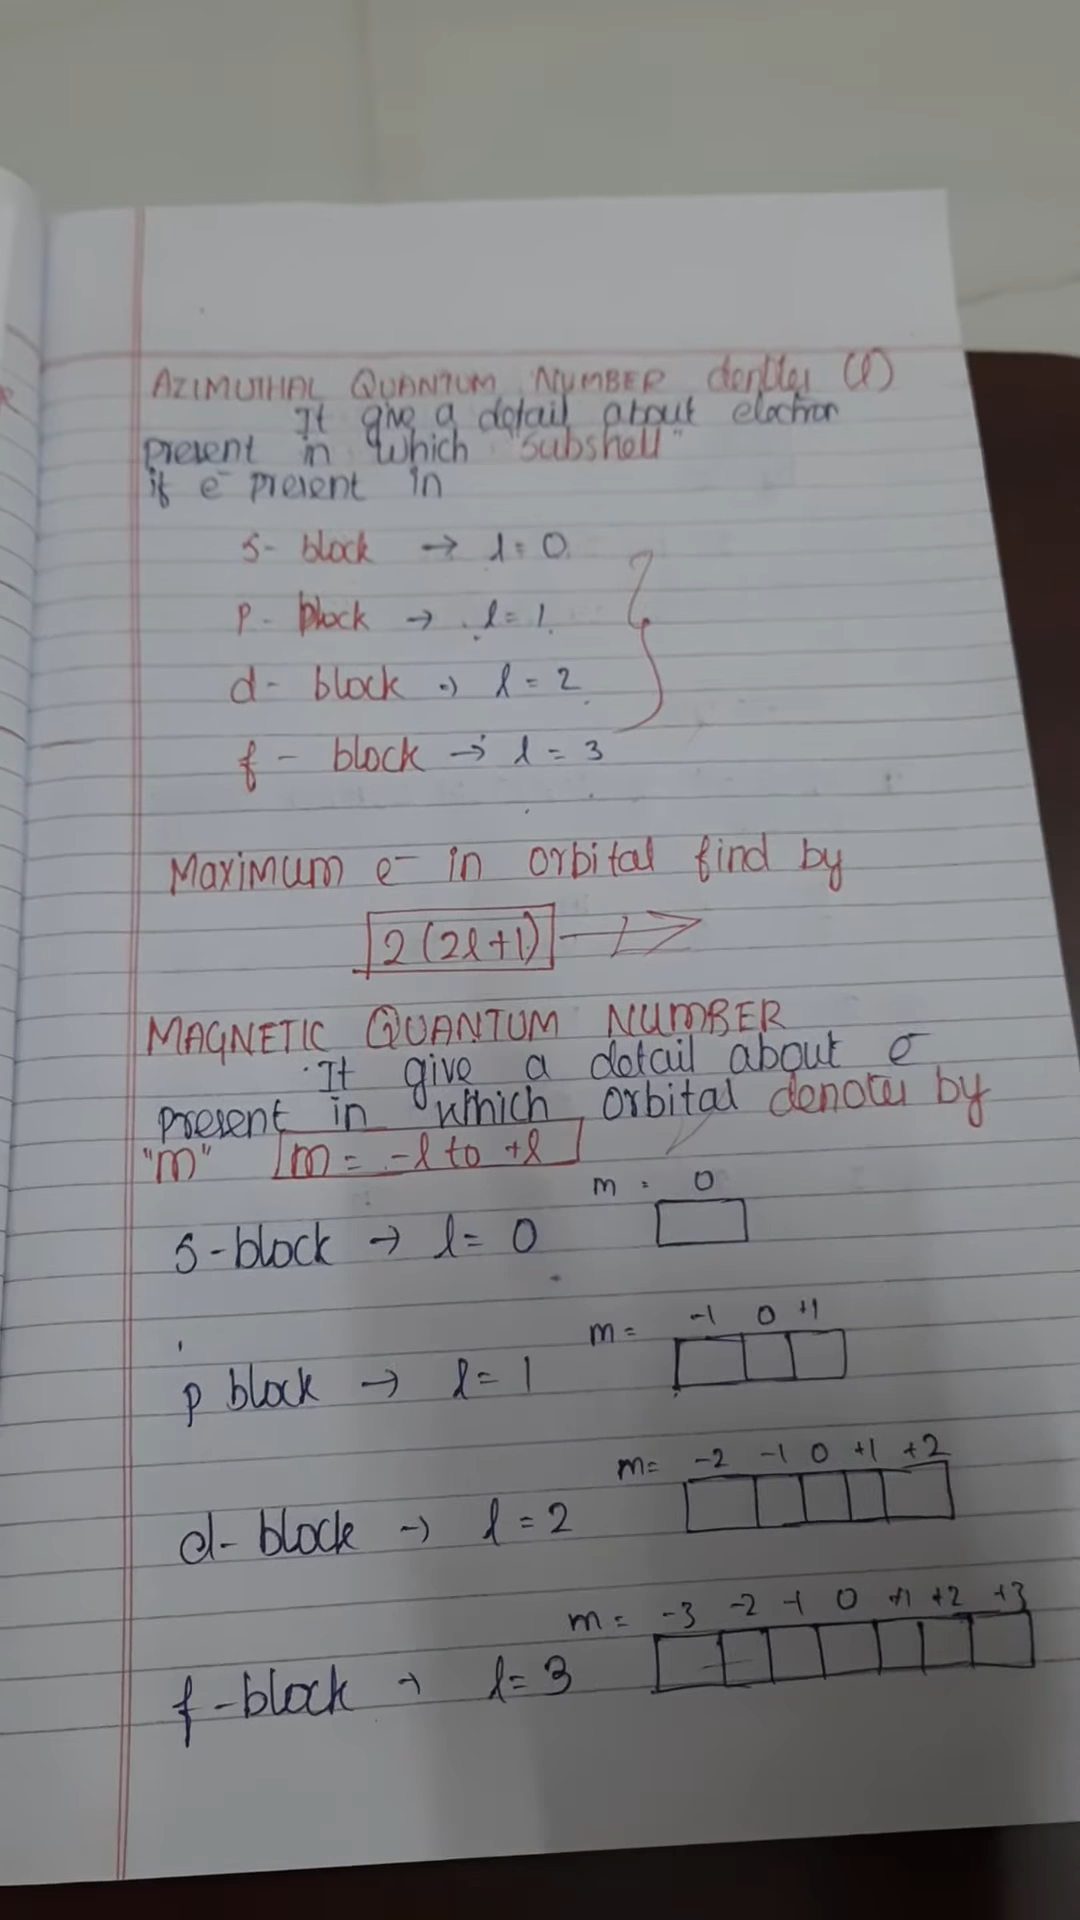 AZIMUTHAL QUANTUM NUMBER (l)
It give a detail about electron
present in which "subshell"
if e⁻ present in
s- block → l = 0
p- block → l = 1
d- block → l = 2
f - block → l = 3
Maximum e⁻ in orbital find by
2(2l+1)
MAGNETIC QUANTUM NUMBER
It give a detail about e⁻
present in which orbital denotes by
"m" m = -l to +l
m = 0
s-block → l = 0
m = -1 0 +1
p block → l = 1
m = -2 -1 0 +1 +2
d- block → l = 2
m = -3 -2 -1 0 +1 +2 +3
f-block → l = 3